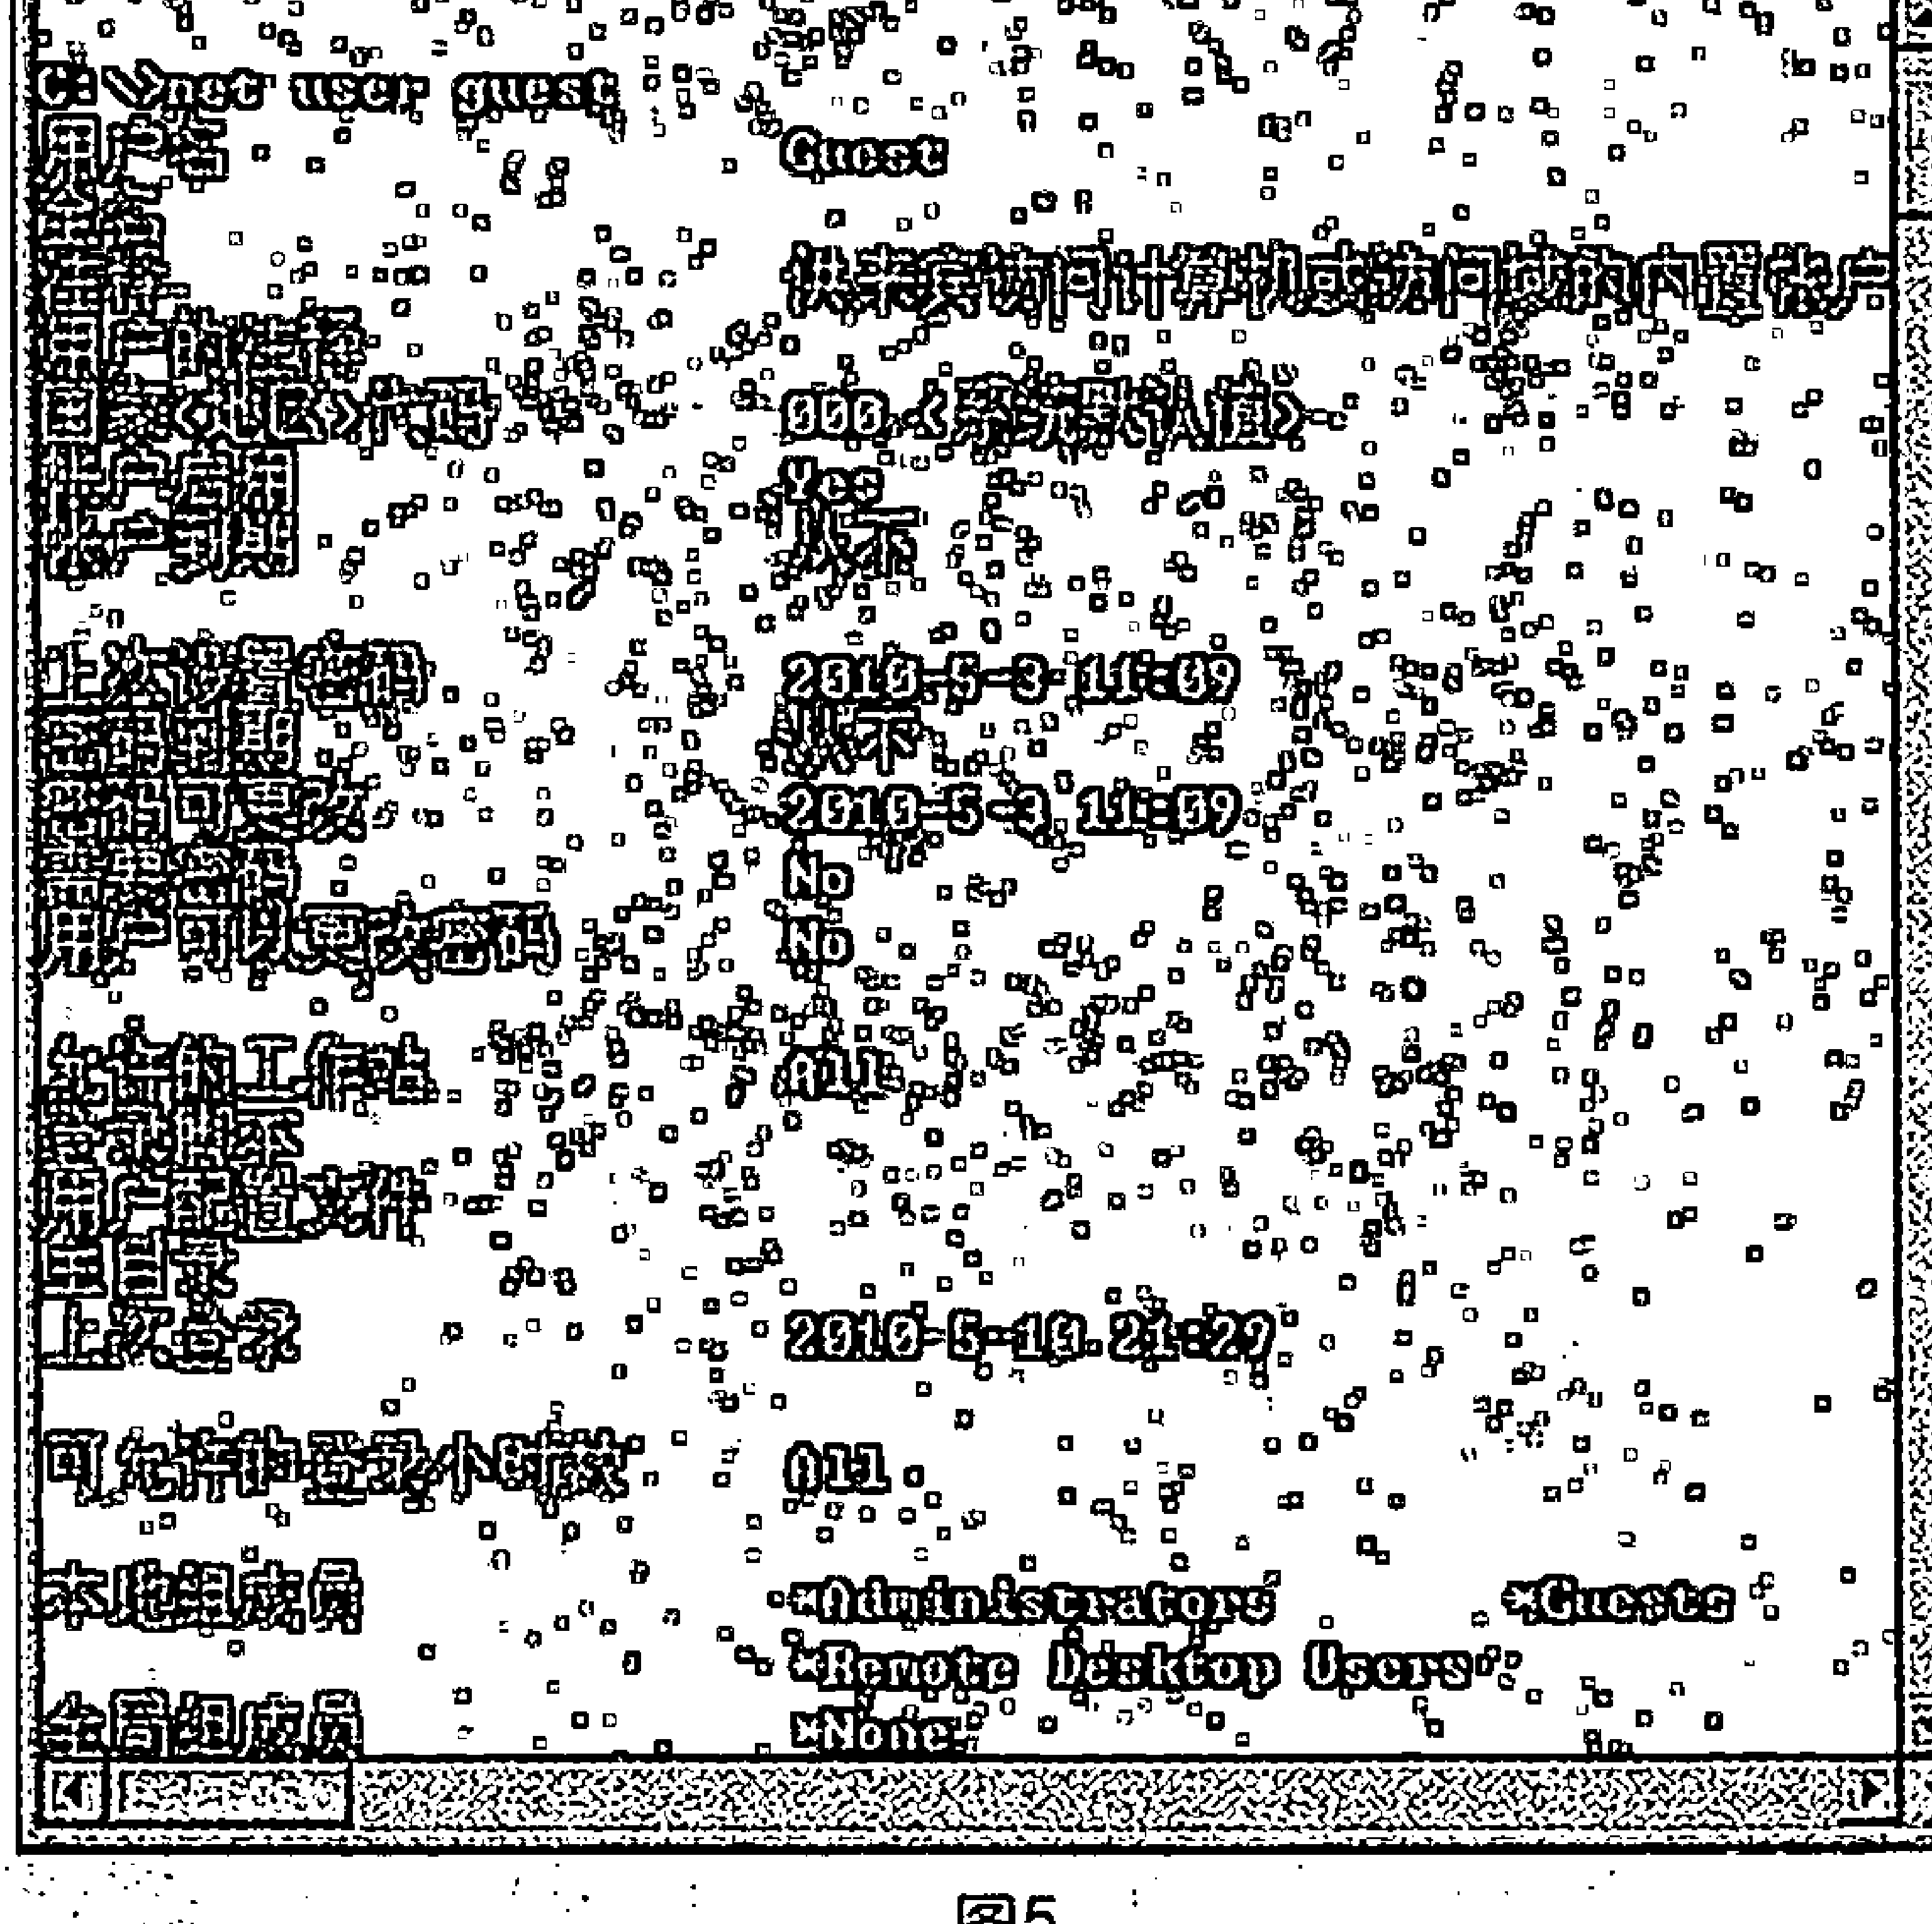 C:\>net user guest
用户名 Guest
全名
注释 供来宾访问计算机或访问域的内置帐户
用户的注释
国家(地区)代码 000 (系统默认值)
帐户启用 Yes
帐户到期 从不
上次设置密码 2010-5-3 11:09
密码到期 从不
密码可更改 2010-5-3 11:09
需要密码 No
用户可以更改密码 No
允许的工作站 All
登录脚本
用户配置文件
主目录
上次登录 2010-5-10 21:29
可允许的登录小时数 All
本地组成员 *Administrators *Guests
*Remote Desktop Users
全局组成员 *None
图5